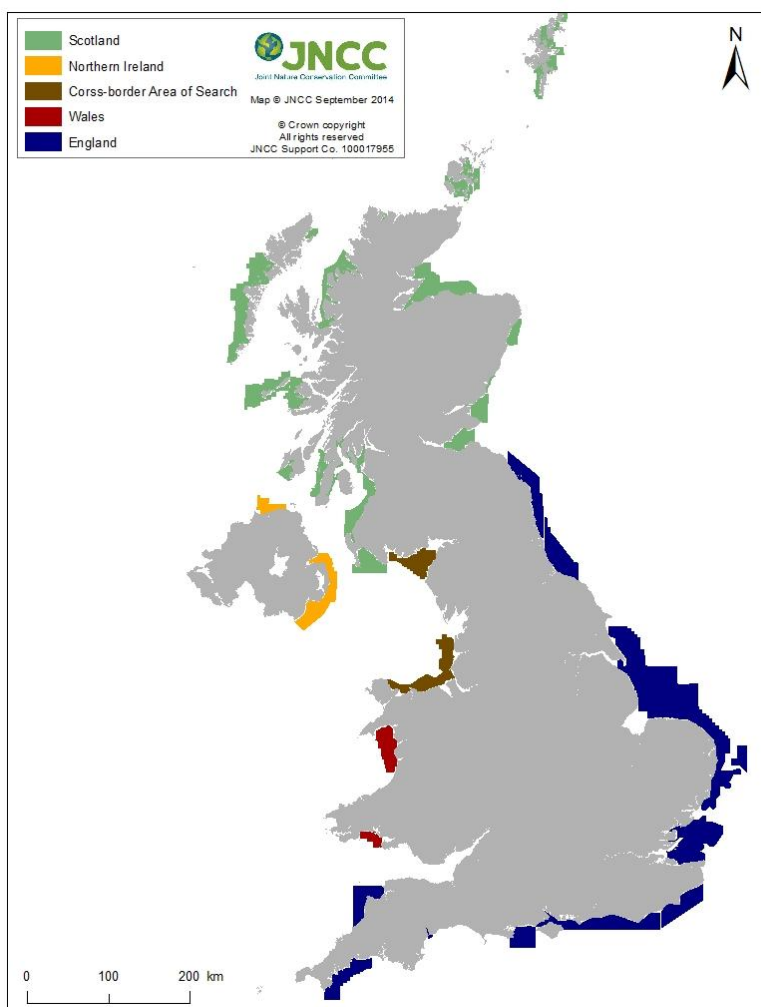 Scotland
Northern Ireland
Corss-border Area of Search
Wales
England
JNCC
Joint Nature Conservation Committee
Map © JNCC September 2014
© Crown copyright
All rights reserved
JNCC Support Co. 100017955
N
0 100 200 km